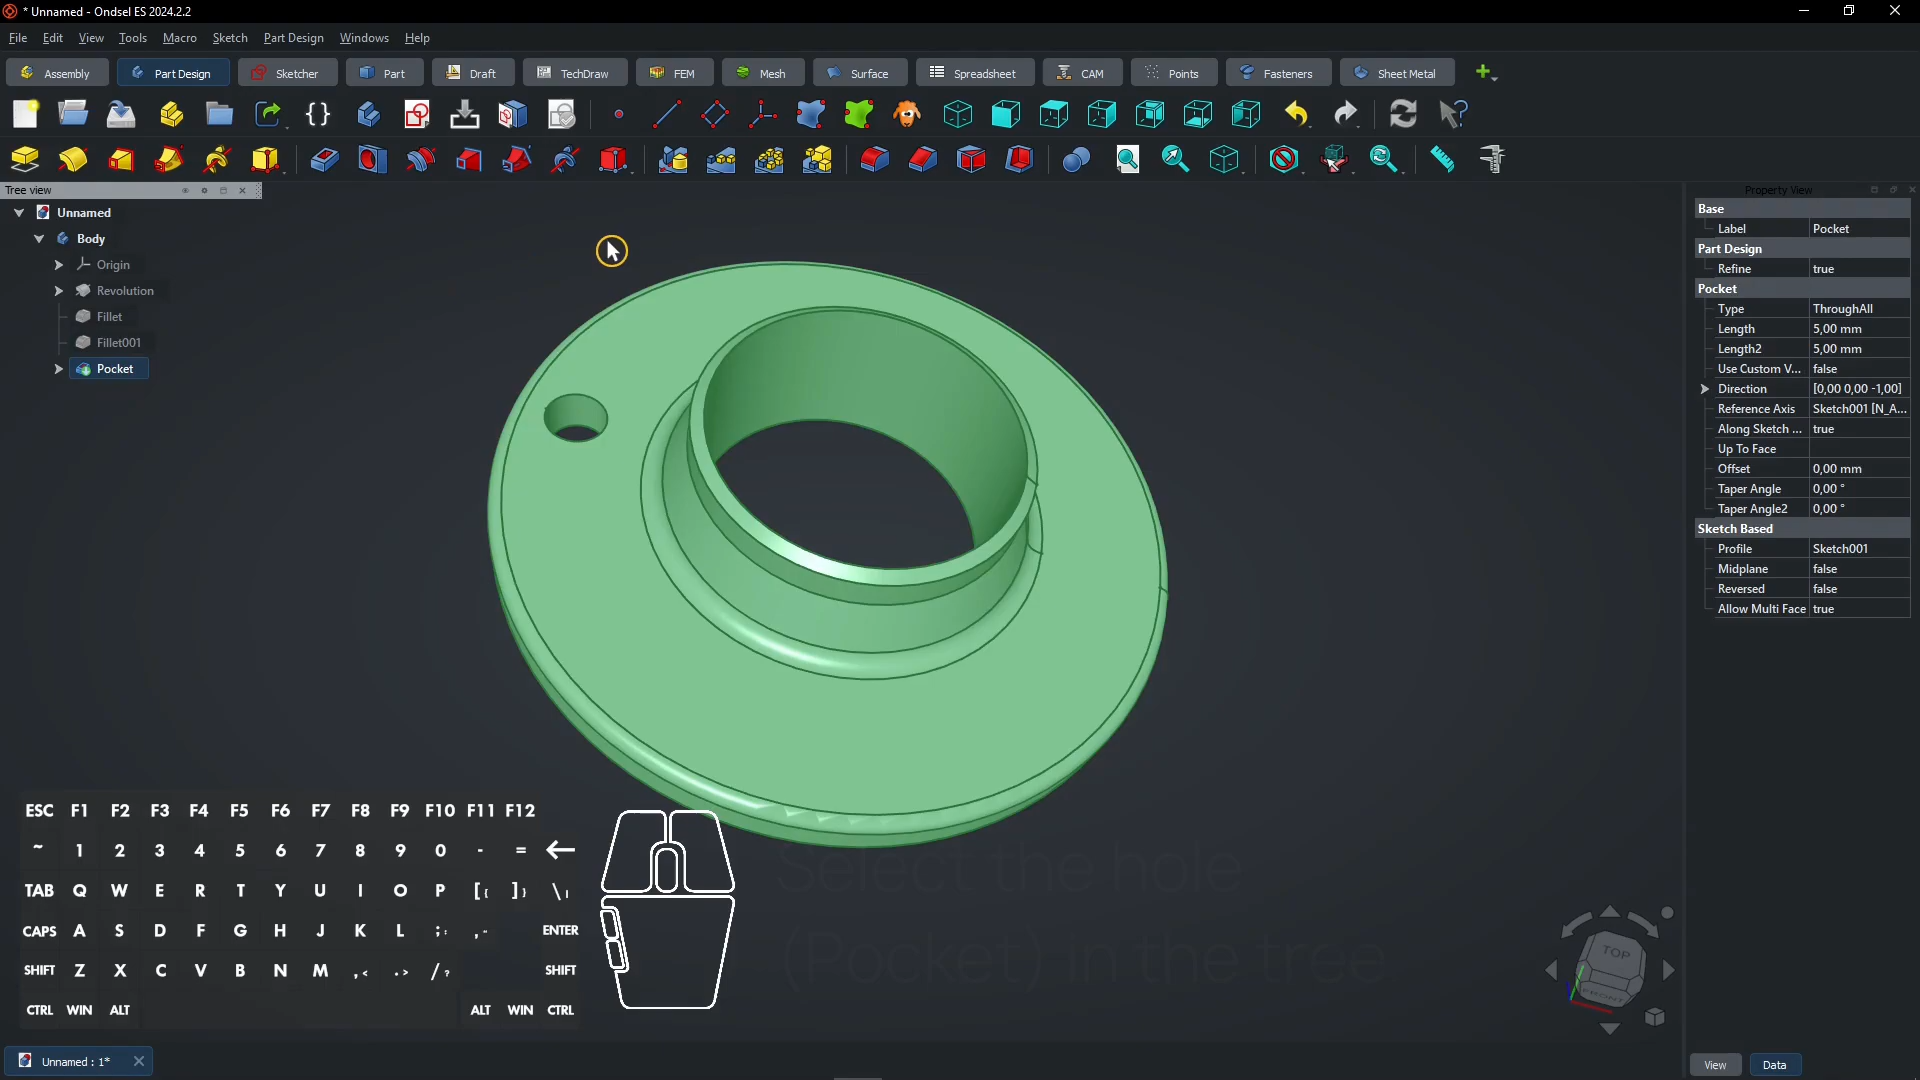 * Unnamed - Ondsel ES 2024.2.2
File Edit View Tools Macro Sketch Part Design Windows Help
Assembly Part Design Sketcher Part Draft TechDraw FEM Mesh Surface Spreadsheet CAM Points Fasteners Sheet Metal
Tree view
Unnamed
Body
Origin
Revolution
Fillet
Fillet001
Pocket
Property View
Base
Label Pocket
Part Design
Refine true
Pocket
Type ThroughAll
Length 5,00 mm
Length2 5,00 mm
Use Custom V... false
Direction [0,00 0,00 -1,00]
Reference Axis Sketch001 [N_A...
Along Sketch ... true
Up To Face
Offset 0,00 mm
Taper Angle 0,00 °
Taper Angle2 0,00 °
Sketch Based
Profile Sketch001
Midplane false
Reversed false
Allow Multi Face true
ESC F1 F2 F3 F4 F5 F6 F7 F8 F9 F10 F11 F12
~ 1 2 3 4 5 6 7 8 9 0 - = ←
TAB Q W E R T Y U I O P [{ ]} \|
CAPS A S D F G H J K L ;: ," ENTER
SHIFT Z X C V B N M ,< .> /? SHIFT
CTRL WIN ALT ALT WIN CTRL
Select the hole
(Pocket) in the tree
TOP
FRONT
Unnamed : 1*
View Data